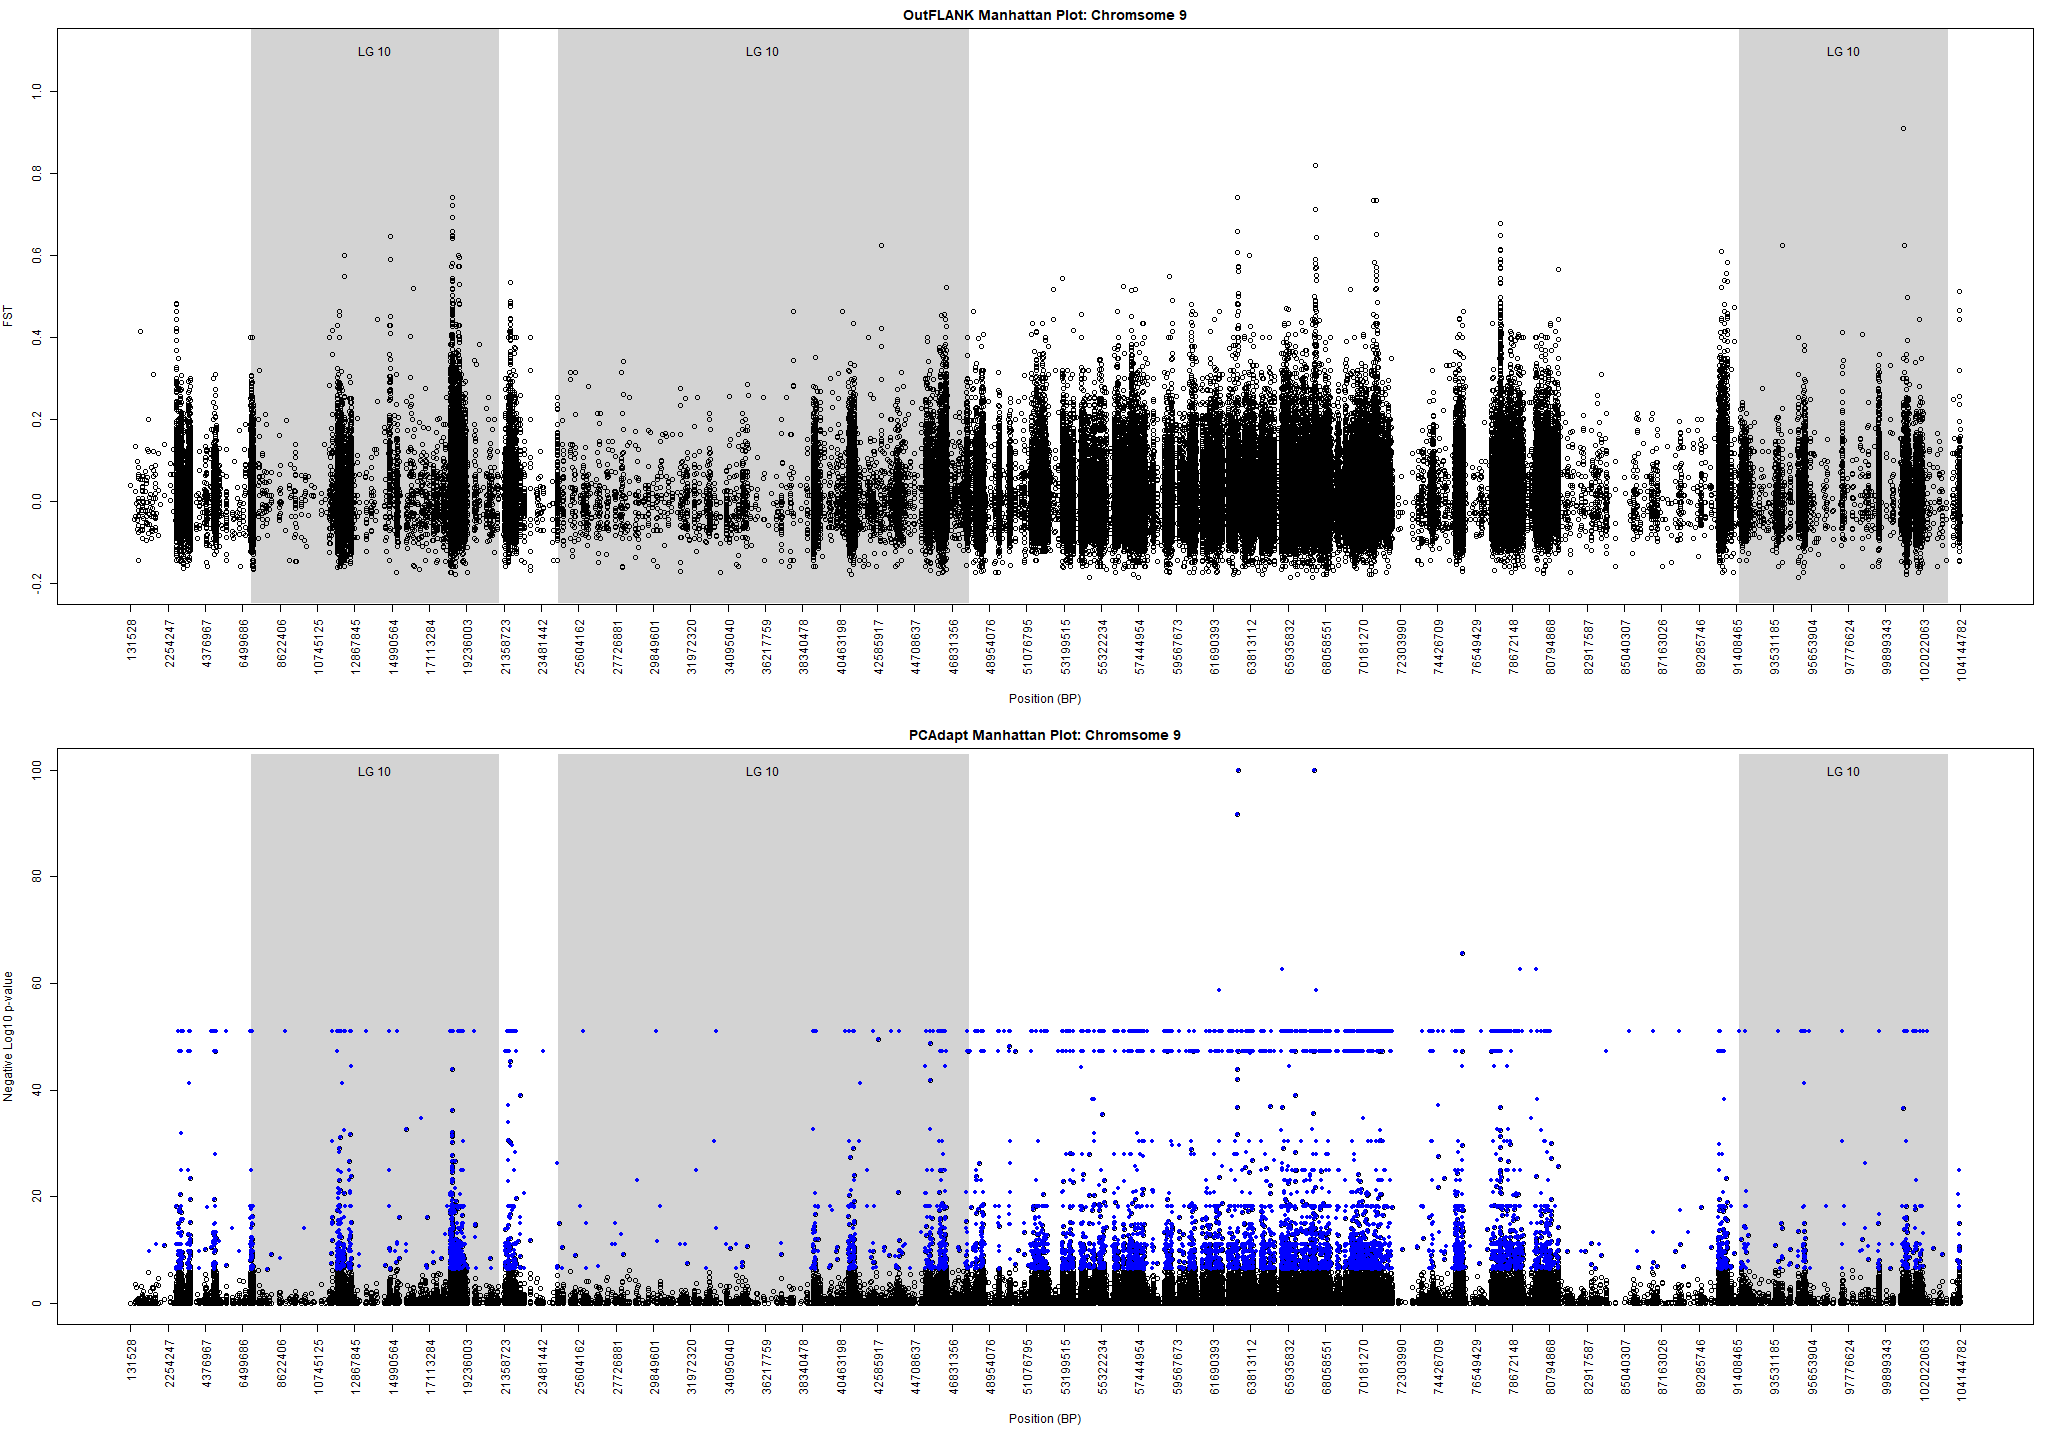 OutFLANK Manhattan Plot: Chromsome 9
LG 10 LG 10 LG 10
FST
1.0
0.8
0.6
0.4
0.2
0.0
-0.2
131528 2254247 4376967 6499686 8622406 10745125 12867845 14990564 17113284 19236003 21358723 23481442 25604162 27726881 29849601 31972320 34095040 36217759 38340478 40463198 42585917 44708637 46831356 48954076 51076795 53199515 55322234 57444954 59567673 61690393 63813112 65935832 68058551 70181270 72303990 74426709 76549429 78672148 80794868 82917587 85040307 87163026 89285746 91408465 93531185 95653904 97776624 99899343 102022063 104144782
Position (BP)
PCAdapt Manhattan Plot: Chromsome 9
LG 10 LG 10 LG 10
Negative Log10 p-value
100
80
60
40
20
0
131528 2254247 4376967 6499686 8622406 10745125 12867845 14990564 17113284 19236003 21358723 23481442 25604162 27726881 29849601 31972320 34095040 36217759 38340478 40463198 42585917 44708637 46831356 48954076 51076795 53199515 55322234 57444954 59567673 61690393 63813112 65935832 68058551 70181270 72303990 74426709 76549429 78672148 80794868 82917587 85040307 87163026 89285746 91408465 93531185 95653904 97776624 99899343 102022063 104144782
Position (BP)